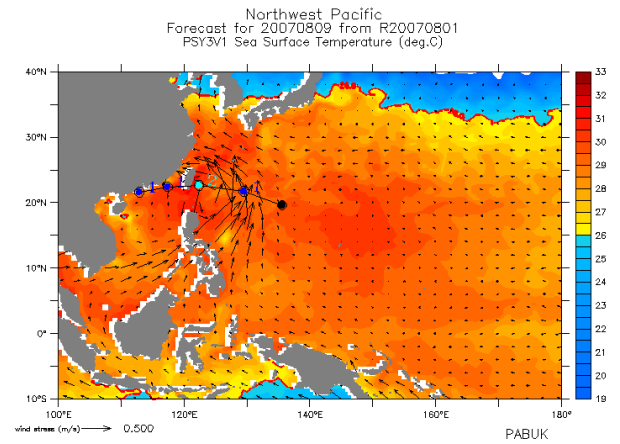 Northwest Pacific
Forecast for 20070809 from R20070801
PSY3V1 Sea Surface Temperature (deg.C)
40°N
30°N
20°N
10°N
0°
10°S
100°E 120°E 140°E 160°E 180°
33
32
31
30
29
28
27
26
25
24
23
22
21
20
19
wind stress (m/s) 0.500
PABUK